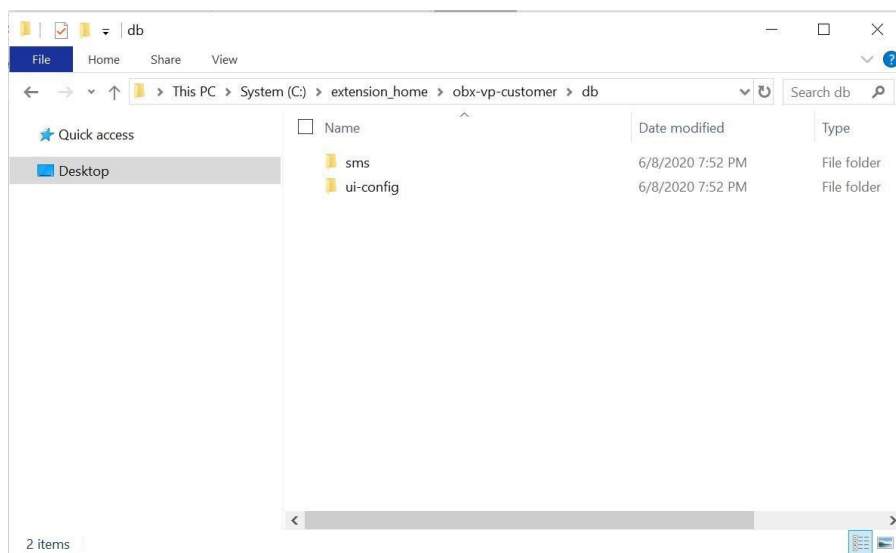 db
File Home Share View
This PC > System (C:) > extension_home > obx-vp-customer > db
Search db
Quick access
Desktop
Name Date modified Type
sms 6/8/2020 7:52 PM File folder
ui-config 6/8/2020 7:52 PM File folder
2 items